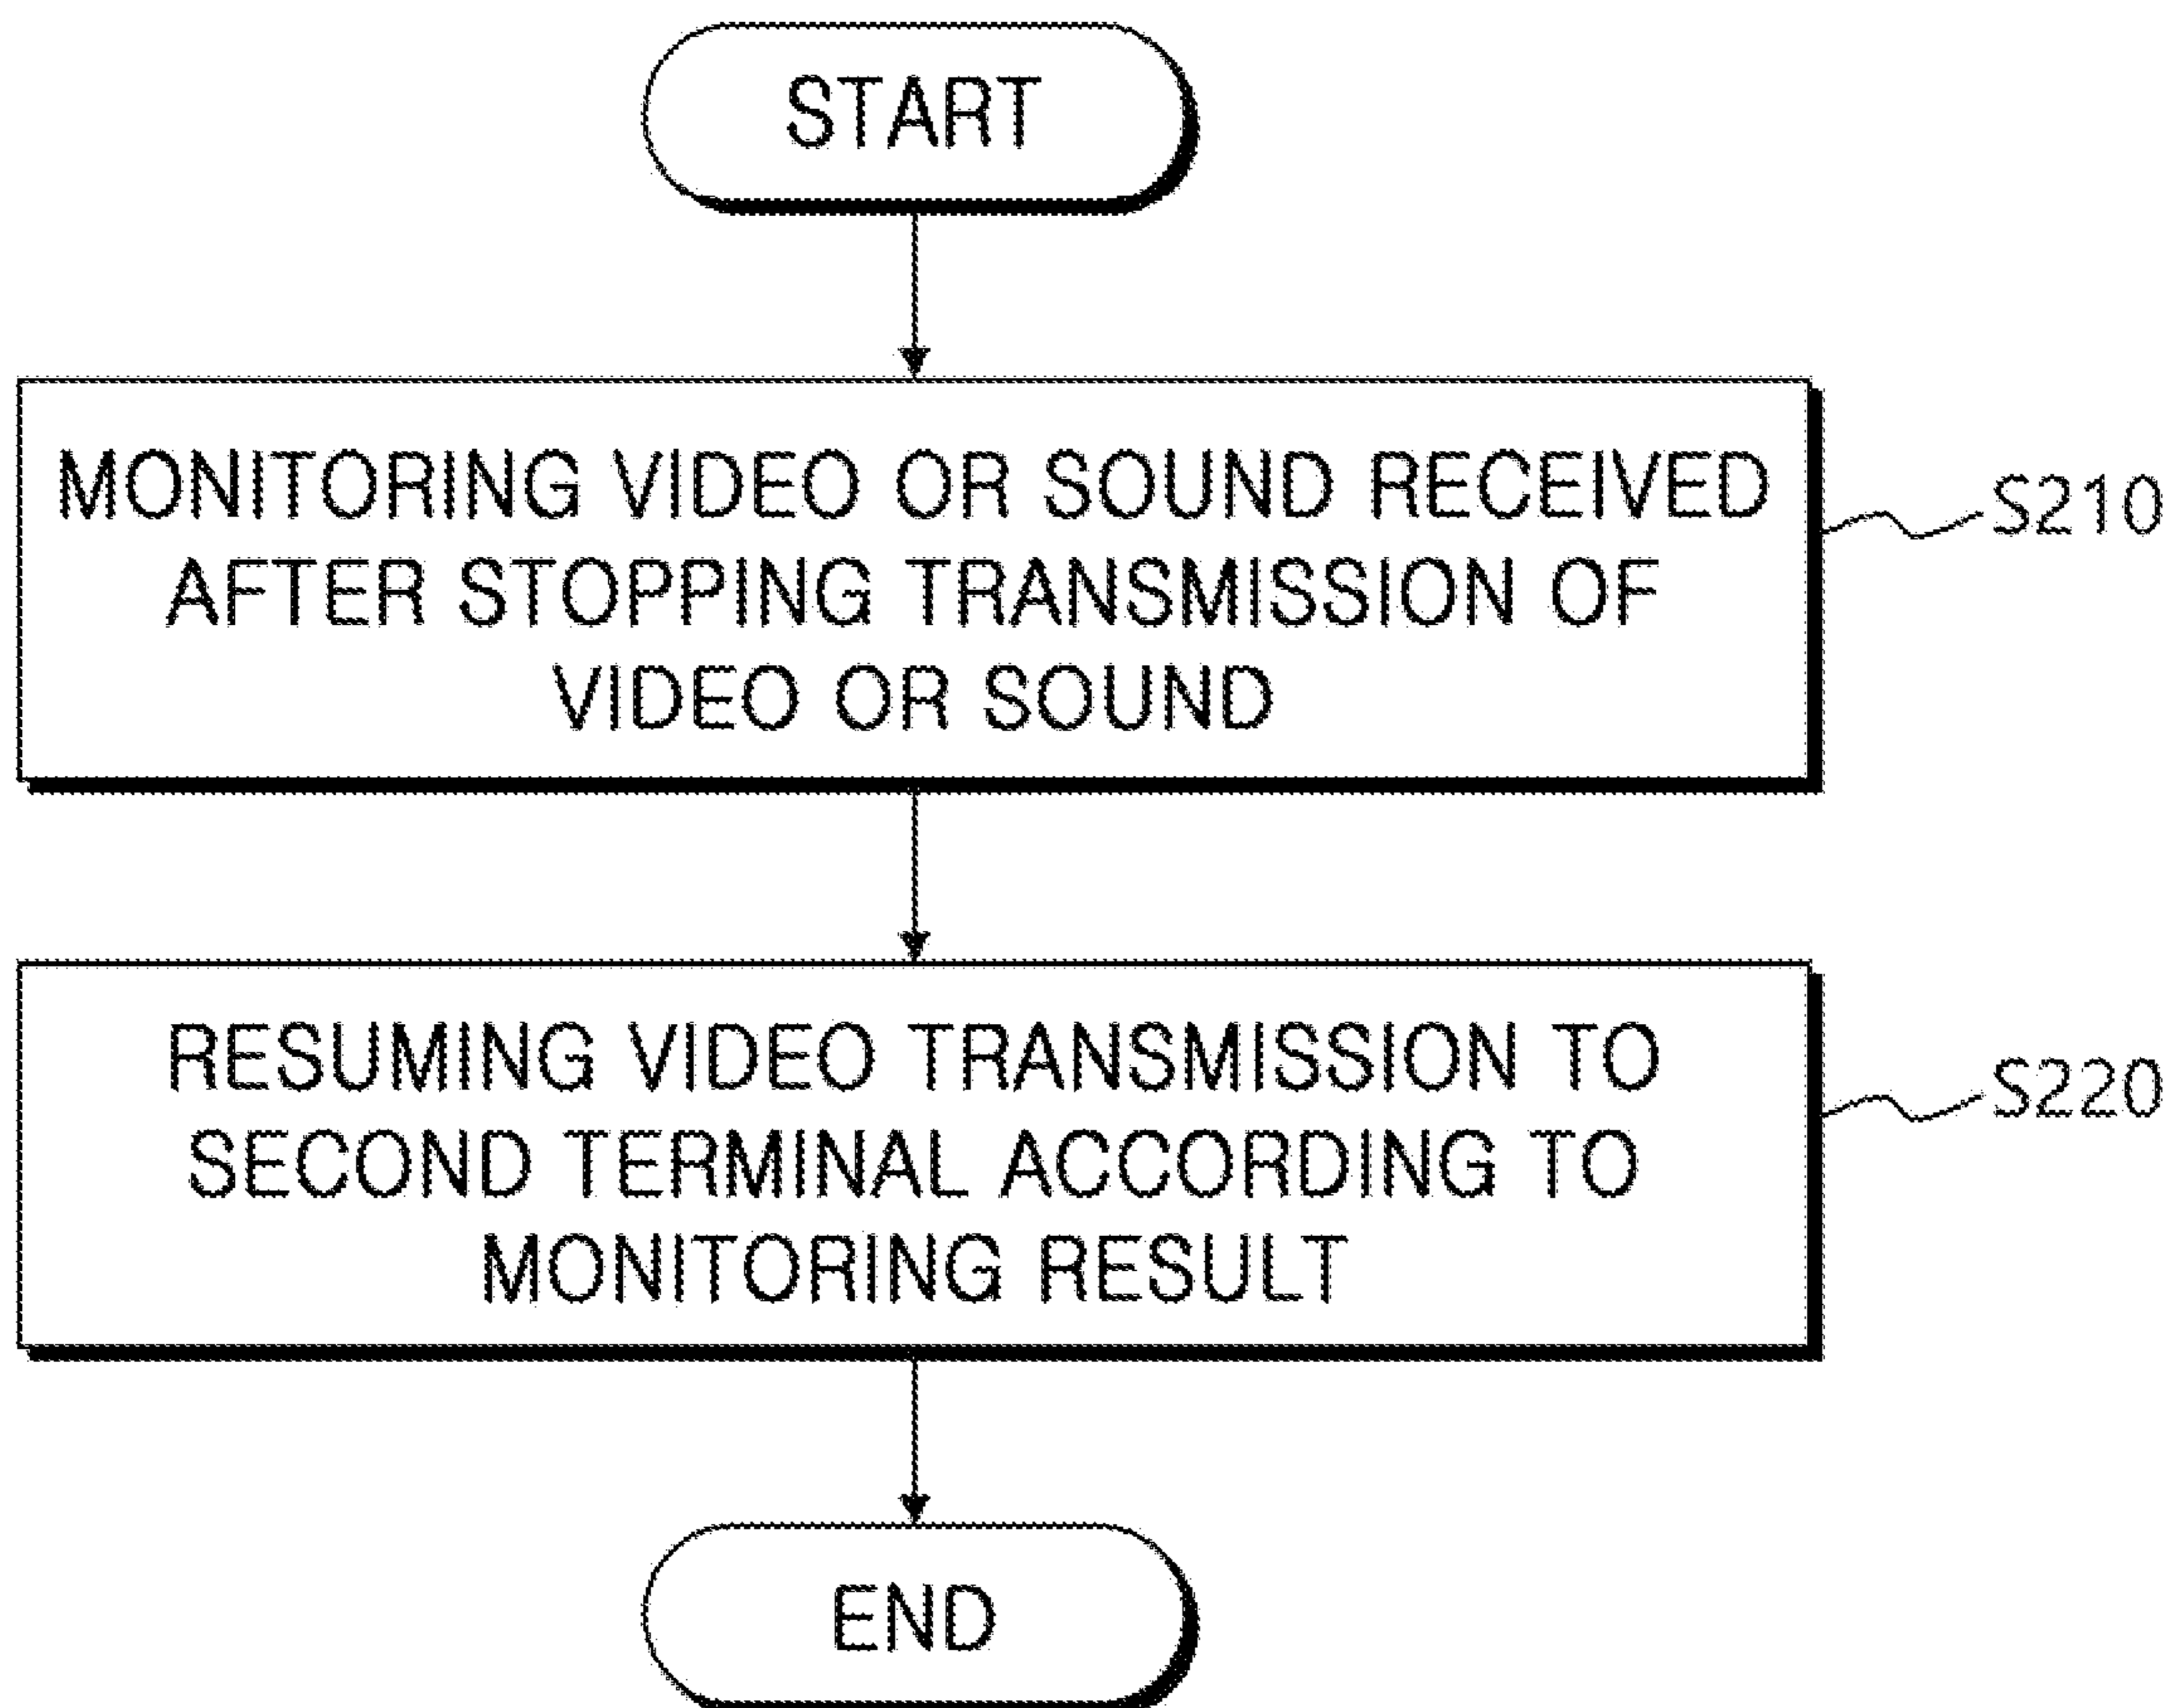 START
MONITORING VIDEO OR SOUND RECEIVED
AFTER STOPPING TRANSMISSION OF
VIDEO OR SOUND
S210
RESUMING VIDEO TRANSMISSION TO
SECOND TERMINAL ACCORDING TO
MONITORING RESULT
S220
END